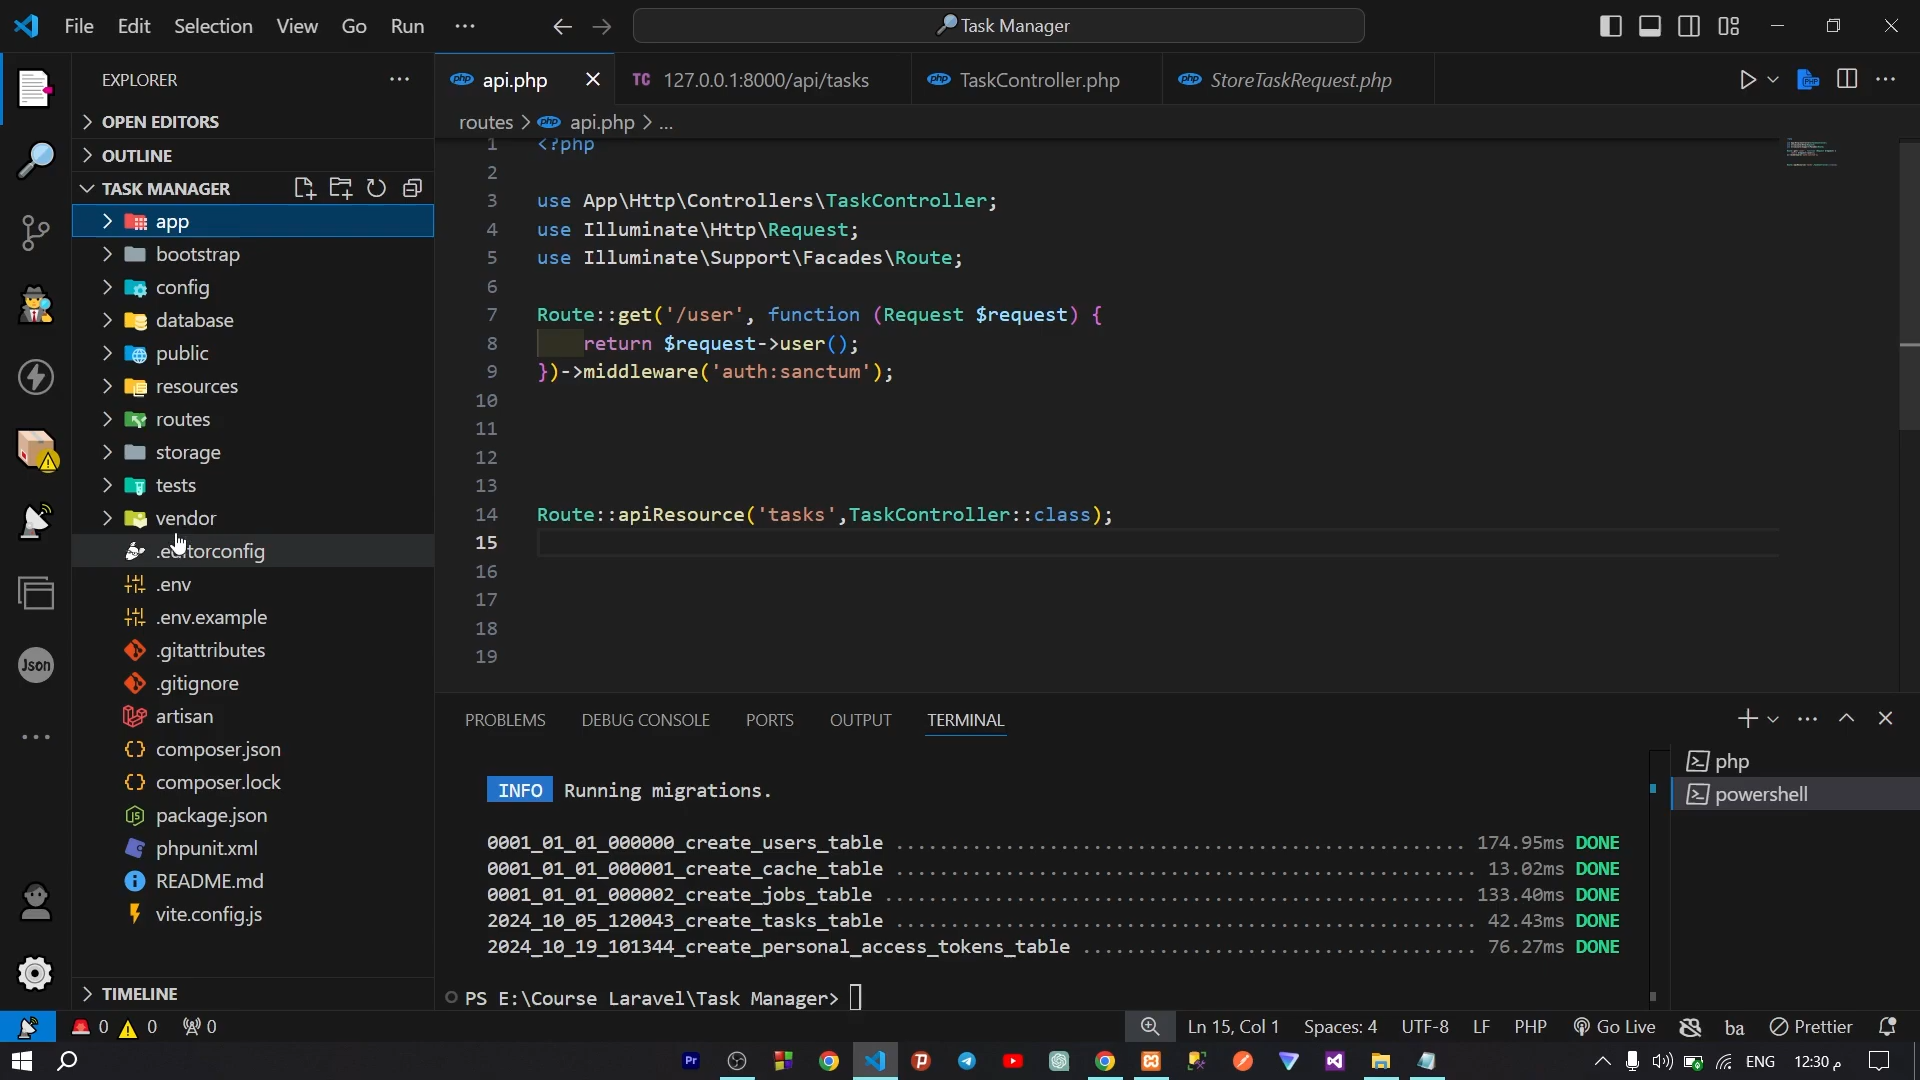 File Edit Selection View Go Run ...
Task Manager
EXPLORER
OPEN EDITORS
OUTLINE
TASK MANAGER
app
bootstrap
config
database
public
resources
routes
storage
tests
vendor
.editorconfig
.env
.env.example
.gitattributes
.gitignore
artisan
composer.json
composer.lock
package.json
phpunit.xml
README.md
vite.config.js
TIMELINE
Json
api.php
TC 127.0.0.1:8000/api/tasks
TaskController.php
StoreTaskRequest.php
routes > api.php > ...
1 <?php
2
3 use App\Http\Controllers\TaskController;
4 use Illuminate\Http\Request;
5 use Illuminate\Support\Facades\Route;
6
7 Route::get('/user', function (Request $request) {
8 return $request->user();
9 })->middleware('auth:sanctum');
10
11
12
13
14 Route::apiResource('tasks',TaskController::class);
15
16
17
18
19
PROBLEMS DEBUG CONSOLE PORTS OUTPUT TERMINAL
INFO Running migrations.
0001_01_01_000000_create_users_table ..................................................... 174.95ms DONE
0001_01_01_000001_create_cache_table ...................................................... 13.02ms DONE
0001_01_01_000002_create_jobs_table ...................................................... 133.40ms DONE
2024_10_05_120043_create_tasks_table ...................................................... 42.43ms DONE
2024_10_19_101344_create_personal_access_tokens_table ..................................... 76.27ms DONE
PS E:\Course Laravel\Task Manager>
php
powershell
0 0 0
Ln 15, Col 1 Spaces: 4 UTF-8 LF PHP Go Live ba Prettier
Pr
ENG
12:30 م